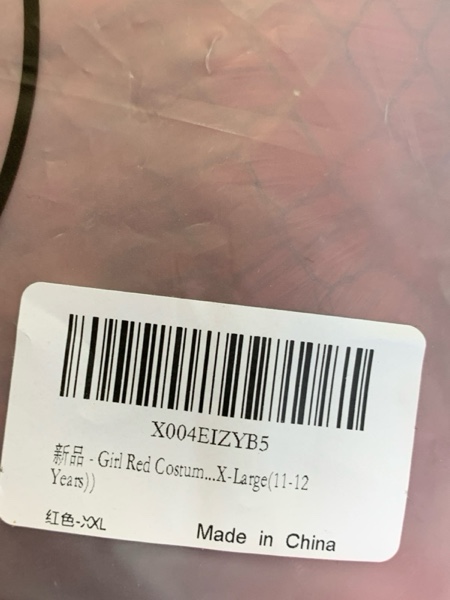 X004EIZYB5
新品 - Girl Red Costum...X-Large(11-12
Years))
红色-XXL
Made in China